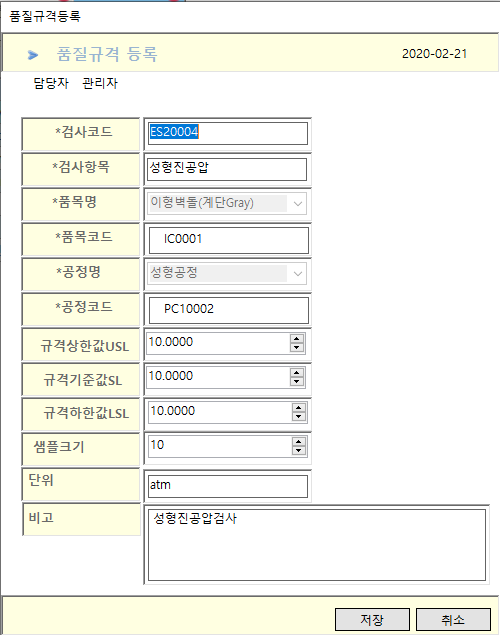 품질규격등록
품질규격 등록 2020-02-21
담당자 관리자
*검사코드 ES20004
*검사항목 성형진공압
*품목명 이형벽돌(계단Gray)
*품목코드 IC0001
*공정명 성형공정
*공정코드 PC10002
규격상한값USL 10.0000
규격기준값SL 10.0000
규격하한값LSL 10.0000
샘플크기 10
단위 atm
비고 성형진공압검사
저장 취소